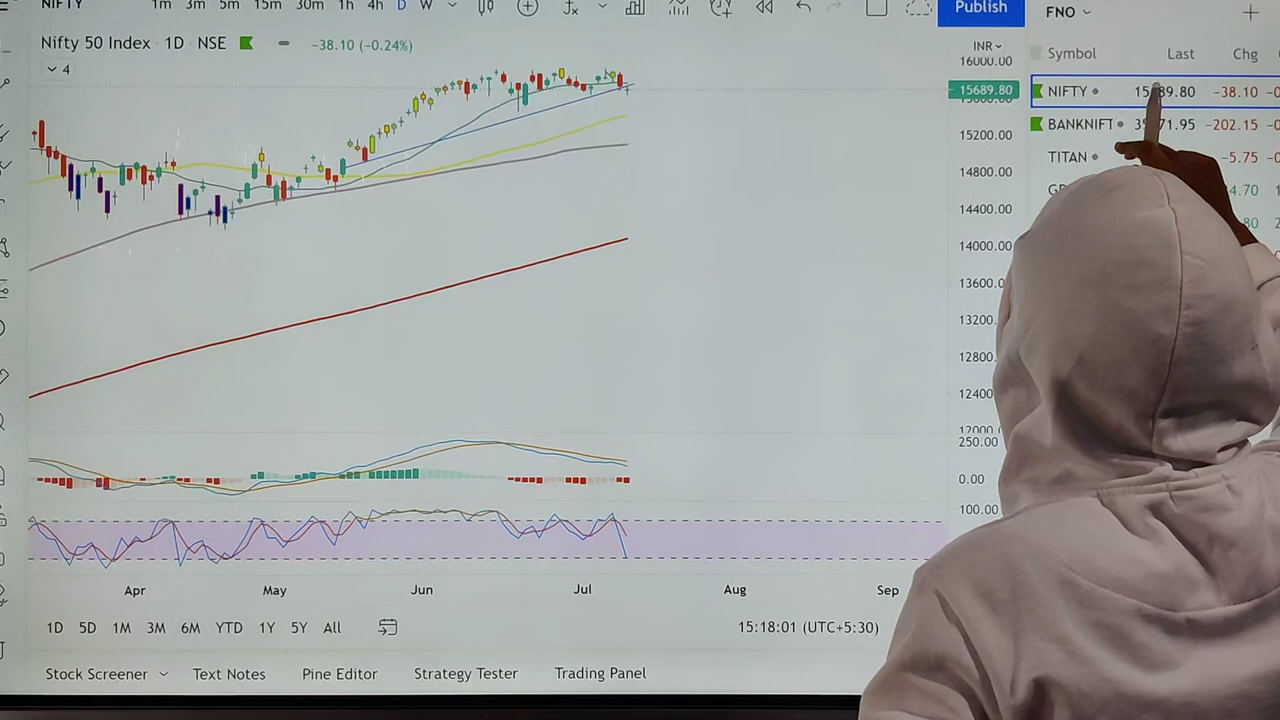 NIFTY 1m 3m 5m 15m 30m 1h 4h D W Publish
FNO
Nifty 50 Index 1D NSE −38.10 (−0.24%)
4
INR
Symbol Last Chg
16000.00
15689.80
15200.00
14800.00
14400.00
14000.00
13600.0
13200.
12800.
12400
12000.00
NIFTY −38.10
BANKNIFT −202.15
TITAN −5.75
250.00
0.00
100.00
Apr May Jun Jul Aug Sep
1D 5D 1M 3M 6M YTD 1Y 5Y All 15:18:01 (UTC+5:30)
Stock Screener Text Notes Pine Editor Strategy Tester Trading Panel